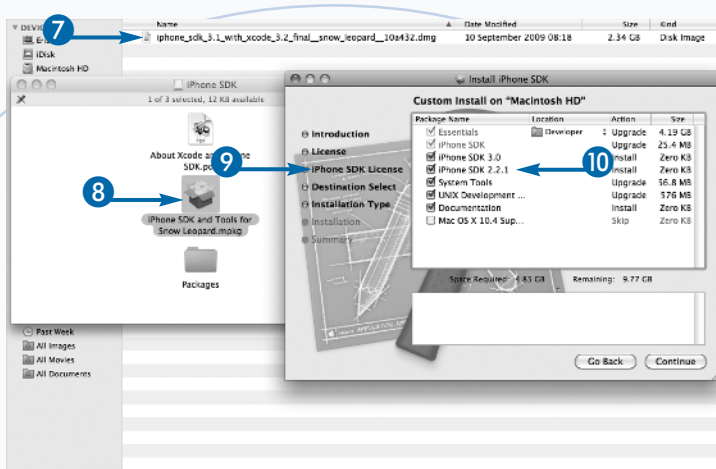 Name Date Modified Size Kind
iphone_sdk_3.1_with_xcode_3.2_final__snow_leopard__10a432.dmg 10 September 2009 08:18 2.34 GB Disk Image
7
iDisk
Macintosh HD
iPhone SDK
1 of 3 selected, 12 KB available
About Xcode
SDK
8
iPhone SDK and Tools for
Snow Leopard.mpkg
Packages
Past Week
All Images
All Movies
All Documents
Install iPhone SDK
Custom Install on "Macintosh HD"
Introduction
License
9
iPhone SDK License
Destination Select
Installation Type
Installation
Summary
Package Name Location Action Size
Essentials Developer Upgrade 4.19 GB
iPhone SDK Upgrade 25.4 MB
iPhone SDK 3.0 Install Zero KB
iPhone SDK 2.2.1 10 Install Zero KB
System Tools Upgrade 56.8 MB
UNIX Development ... Upgrade 576 MB
Documentation Install Zero KB
Mac OS X 10.4 Sup... Skip Zero KB
Space Required: 4.85 GB Remaining: 9.77 GB
Go Back Continue